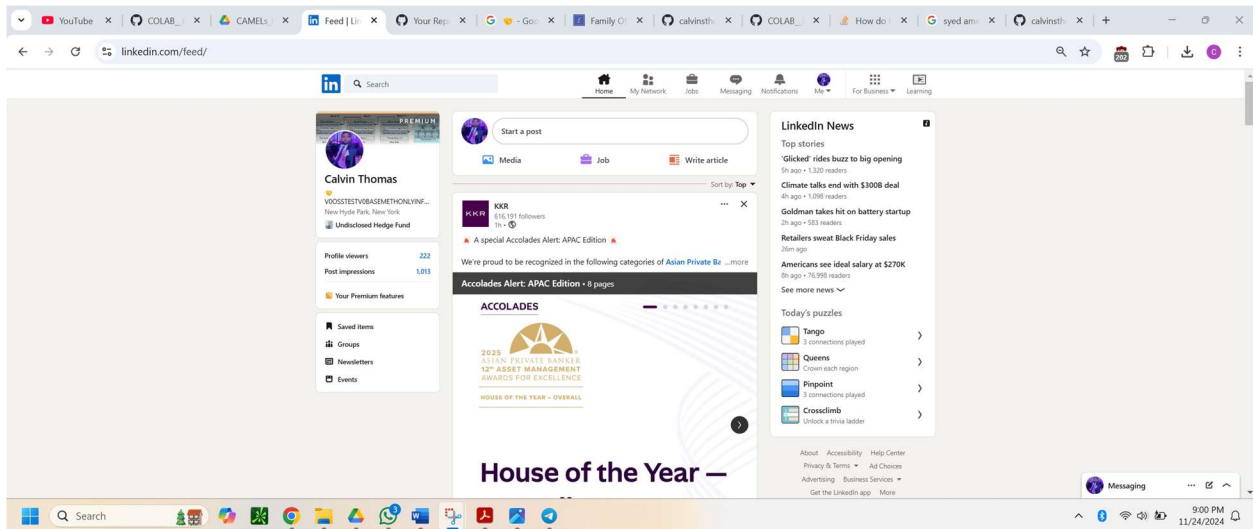 YouTube
COLAB_
CAMELs_
Feed | Lin
Your Rep
- Goo
Family Of
calvinsth
COLAB_
How do I
syed am
calvinsth
linkedin.com/feed/
202
C
in
Search
Home
My Network
Jobs
Messaging
Notifications
Me
For Business
Learning
PREMIUM
Calvin Thomas
V0OSSTESTV0BASEMETHONLYINF...
New Hyde Park, New York
Undisclosed Hedge Fund
Profile viewers 222
Post impressions 1,013
Your Premium features
Saved items
Groups
Newsletters
Events
Start a post
Media
Job
Write article
Sort by: Top
KKR
KKR
616,191 followers
1h •
A special Accolades Alert: APAC Edition
We're proud to be recognized in the following categories of Asian Private Ba ...more
Accolades Alert: APAC Edition • 8 pages
ACCOLADES
2025
ASIAN PRIVATE BANKER
12th ASSET MANAGEMENT
AWARDS FOR EXCELLENCE
HOUSE OF THE YEAR – OVERALL
House of the Year —
LinkedIn News
Top stories
'Glicked' rides buzz to big opening
5h ago • 1,320 readers
Climate talks end with $300B deal
4h ago • 1,098 readers
Goldman takes hit on battery startup
2h ago • 583 readers
Retailers sweat Black Friday sales
26m ago
Americans see ideal salary at $270K
8h ago • 76,998 readers
See more news
Today's puzzles
Tango
3 connections played
Queens
Crown each region
Pinpoint
3 connections played
Crossclimb
Unlock a trivia ladder
About Accessibility Help Center
Privacy & Terms Ad Choices
Advertising Business Services
Get the LinkedIn app More
Messaging
Search
3
9:00 PM
11/24/2024